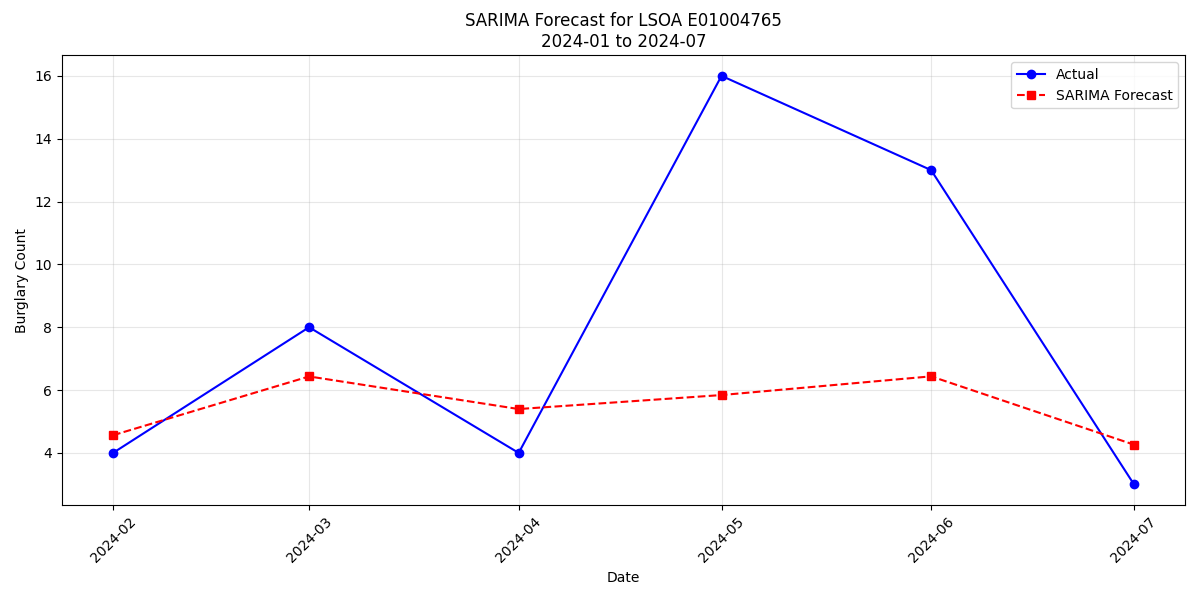 SARIMA Forecast for LSOA E01004765
2024-01 to 2024-07
Actual
SARIMA Forecast
Burglary Count
16
14
12
10
8
6
4
2024-02
2024-03
2024-04
2024-05
2024-06
2024-07
Date